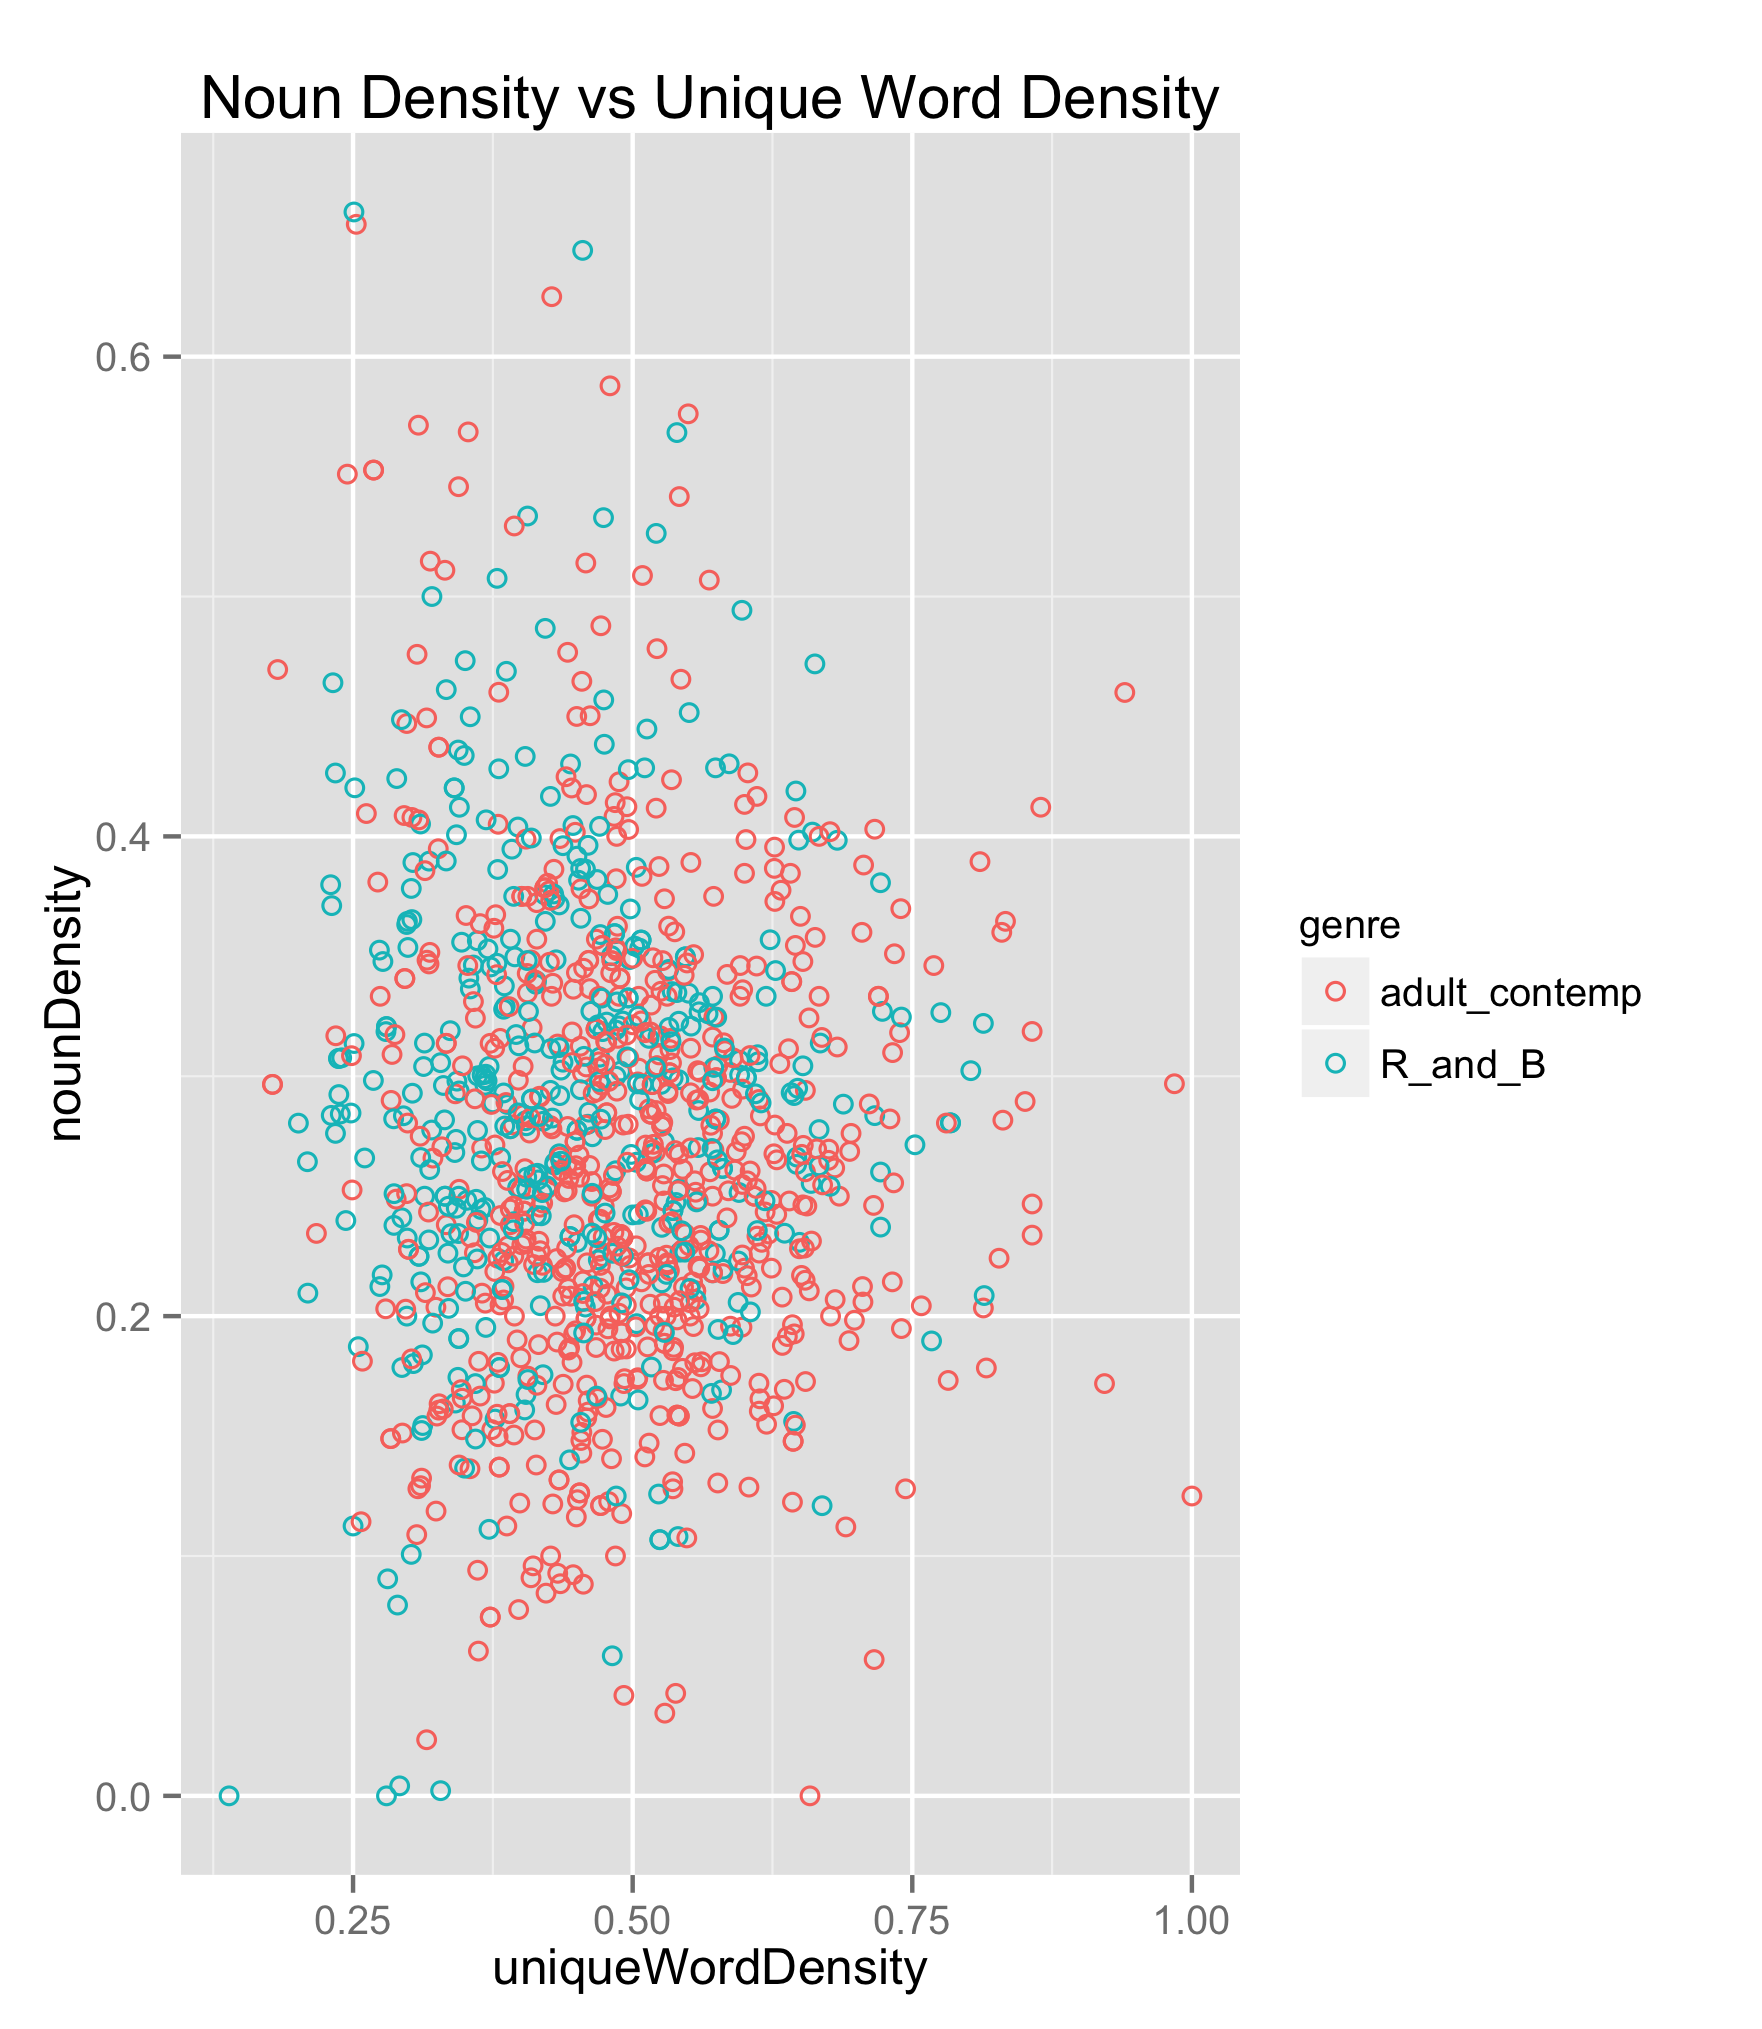 Noun Density vs Unique Word Density
0.6
0.4
0.2
0.0
nounDensity
0.25 0.50 0.75 1.00
uniqueWordDensity
genre
adult_contemp
R_and_B